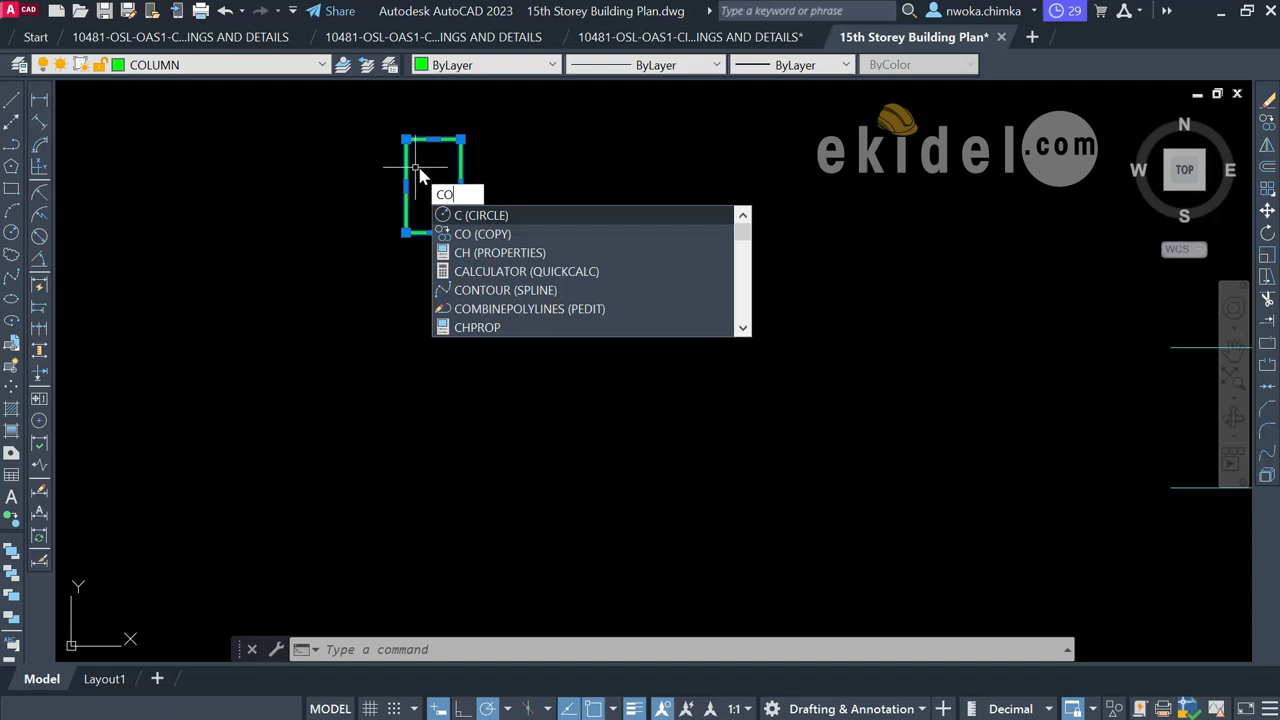 CAD
Share
Autodesk AutoCAD 2023
15th Storey Building Plan.dwg
Type a keyword or phrase
nwoka.chimka
29
Start
10481-OSL-OAS1-C...INGS AND DETAILS
10481-OSL-OAS1-C...INGS AND DETAILS
10481-OSL-OAS1-CI...INGS AND DETAILS*
15th Storey Building Plan*
COLUMN
ByLayer
ByLayer
ByLayer
ByColor
ekidel.com
N
W
TOP
E
S
WCS
CO
C (CIRCLE)
CO (COPY)
CH (PROPERTIES)
CALCULATOR (QUICKCALC)
CONTOUR (SPLINE)
COMBINEPOLYLINES (PEDIT)
CHPROP
Y
X
Type a command
Model
Layout1
MODEL
1:1
Drafting & Annotation
Decimal